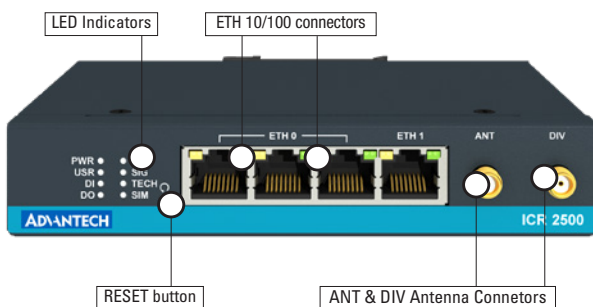 LED Indicators
ETH 10/100 connectors
ETH 0
ETH 1
ANT
DIV
PWR
USR SIG
DI TECH
DO SIM
ADVANTECH
ICR 2500
RESET button
ANT & DIV Antenna Connetors